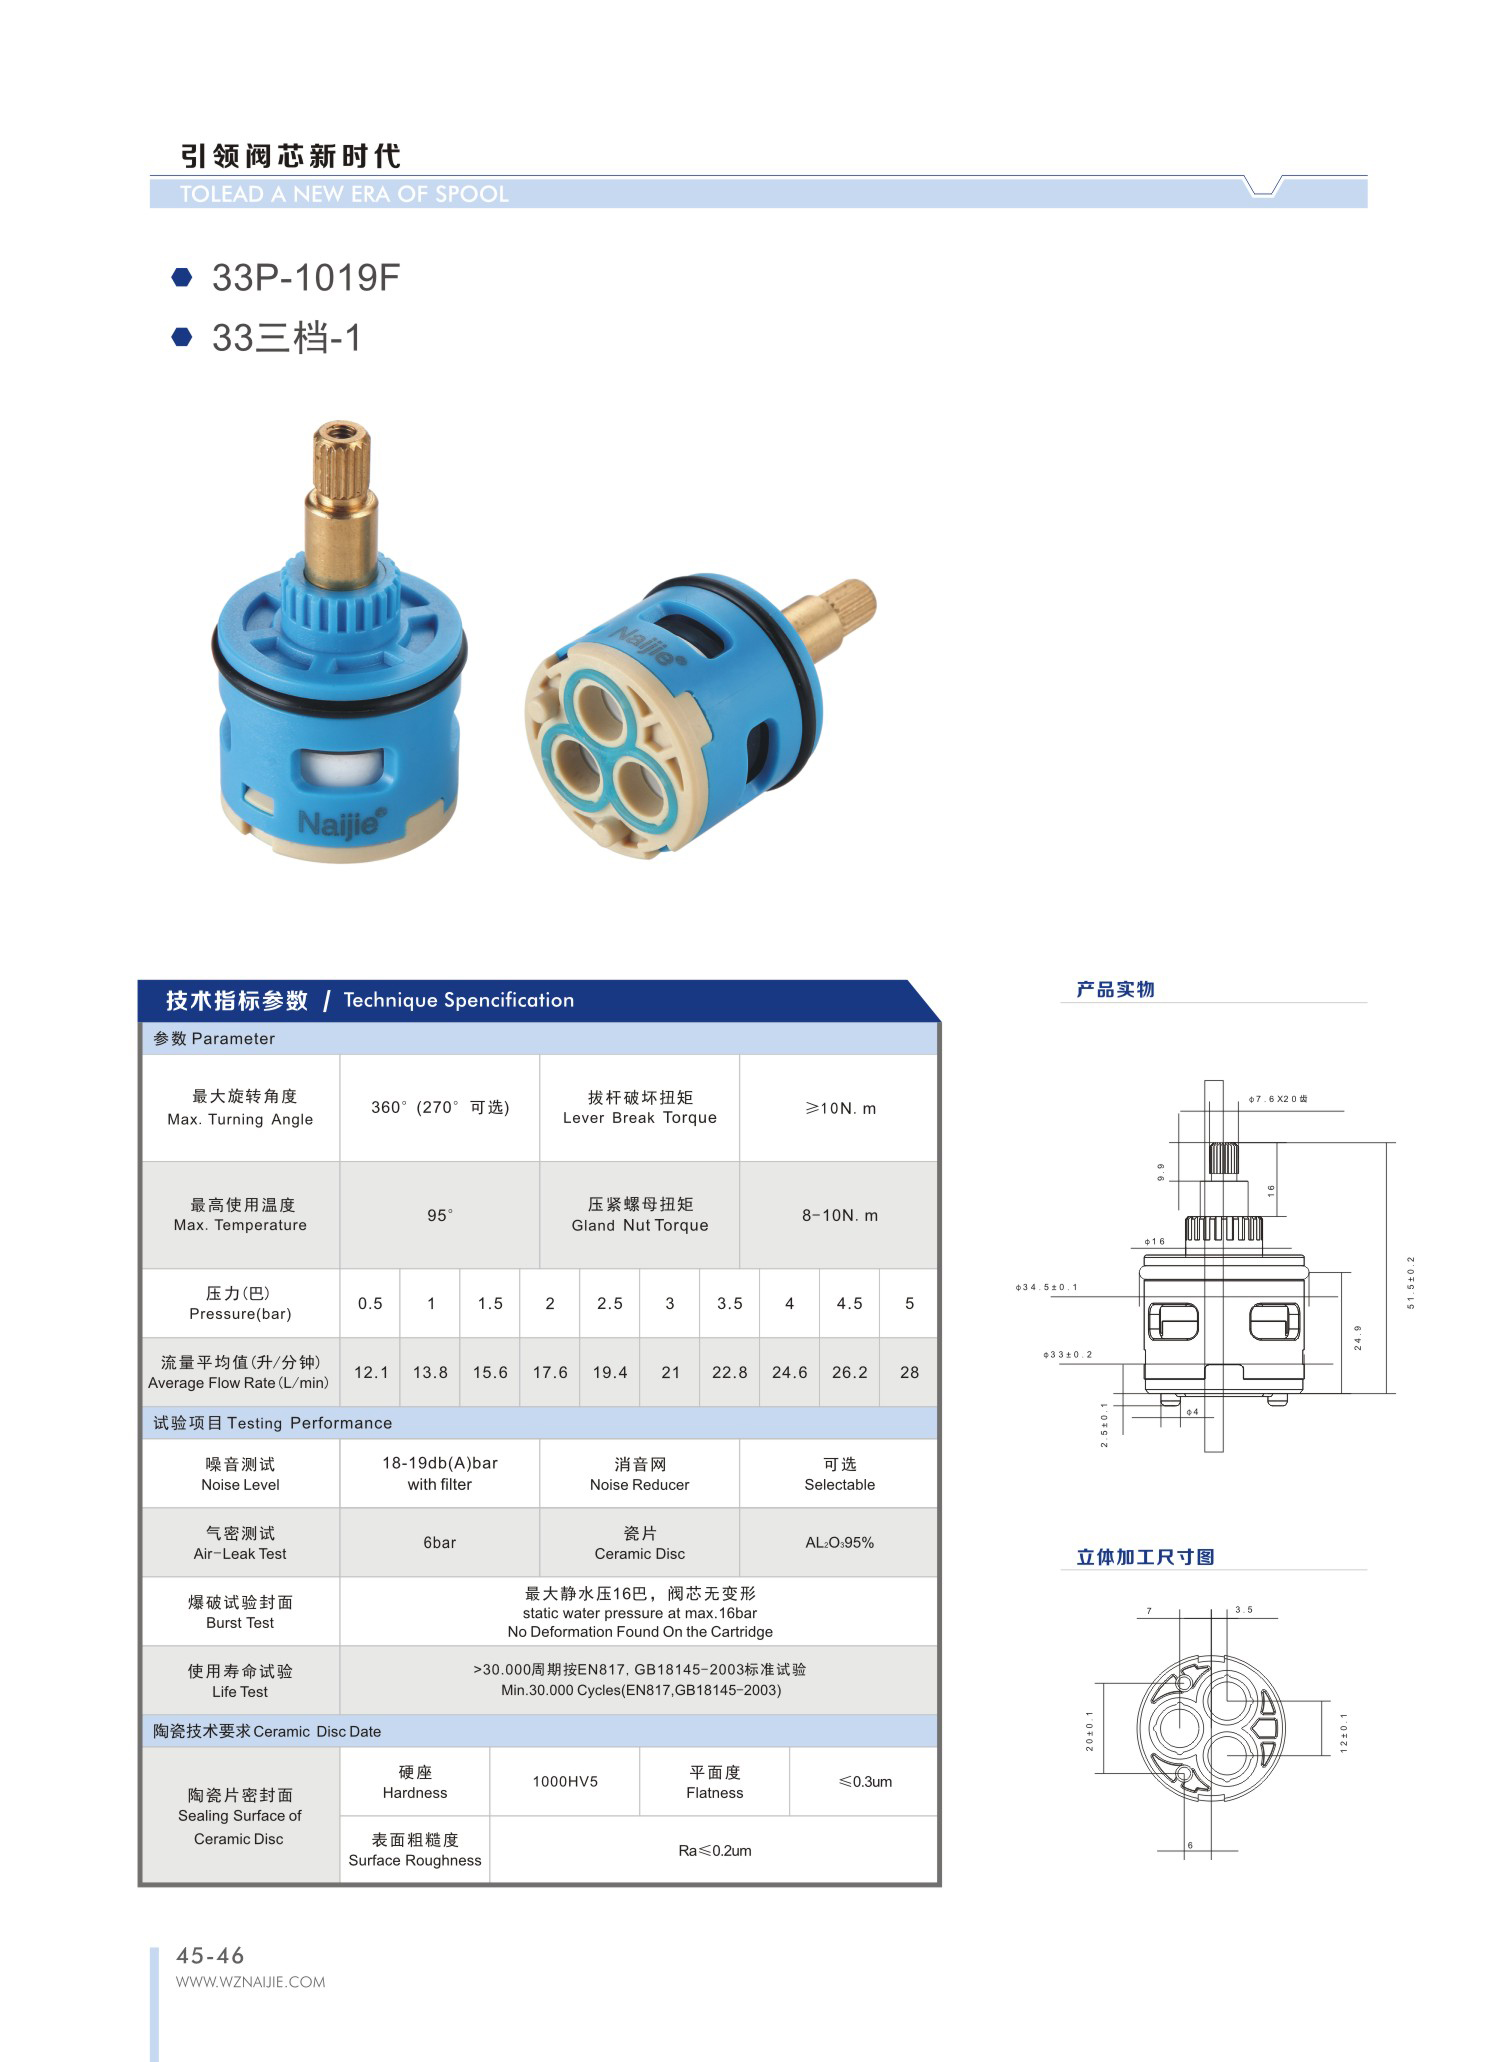 引领阀芯新时代
TOLEAD A NEW ERA OF SPOOL
33P-1019F
33三档-1
Naijie®
Naijie®
技术指标参数 / Technique Spencification
参数 Parameter
最大旋转角度
Max. Turning Angle
360° (270° 可选)
拔杆破坏扭矩
Lever Break Torque
≥10N. m
最高使用温度
Max. Temperature
95°
压紧螺母扭矩
Gland Nut Torque
8-10N. m
压力(巴)
Pressure(bar)
0.5 1 1.5 2 2.5 3 3.5 4 4.5 5
流量平均值(升/分钟)
Average Flow Rate(L/min)
12.1 13.8 15.6 17.6 19.4 21 22.8 24.6 26.2 28
试验项目 Testing Performance
噪音测试
Noise Level
18-19db(A)bar
with filter
消音网
Noise Reducer
可选
Selectable
气密测试
Air-Leak Test
6bar
瓷片
Ceramic Disc
AL₂O₃95%
爆破试验封面
Burst Test
最大静水压16巴，阀芯无变形
static water pressure at max.16bar
No Deformation Found On the Cartridge
使用寿命试验
Life Test
>30.000周期按EN817, GB18145-2003标准试验
Min.30.000 Cycles(EN817,GB18145-2003)
陶瓷技术要求 Ceramic Disc Date
陶瓷片密封面
Sealing Surface of
Ceramic Disc
硬座
Hardness
1000HV5
平面度
Flatness
≤0.3um
表面粗糙度
Surface Roughness
Ra≤0.2um
产品实物
φ7.6X20齿
9.9
16
φ16
51.5±0.2
φ34.5±0.1
24.9
φ33±0.2
2.5±0.1
φ4
立体加工尺寸图
7
3.5
20±0.1
12±0.1
6
45-46
WWW.WZNAIJIE.COM